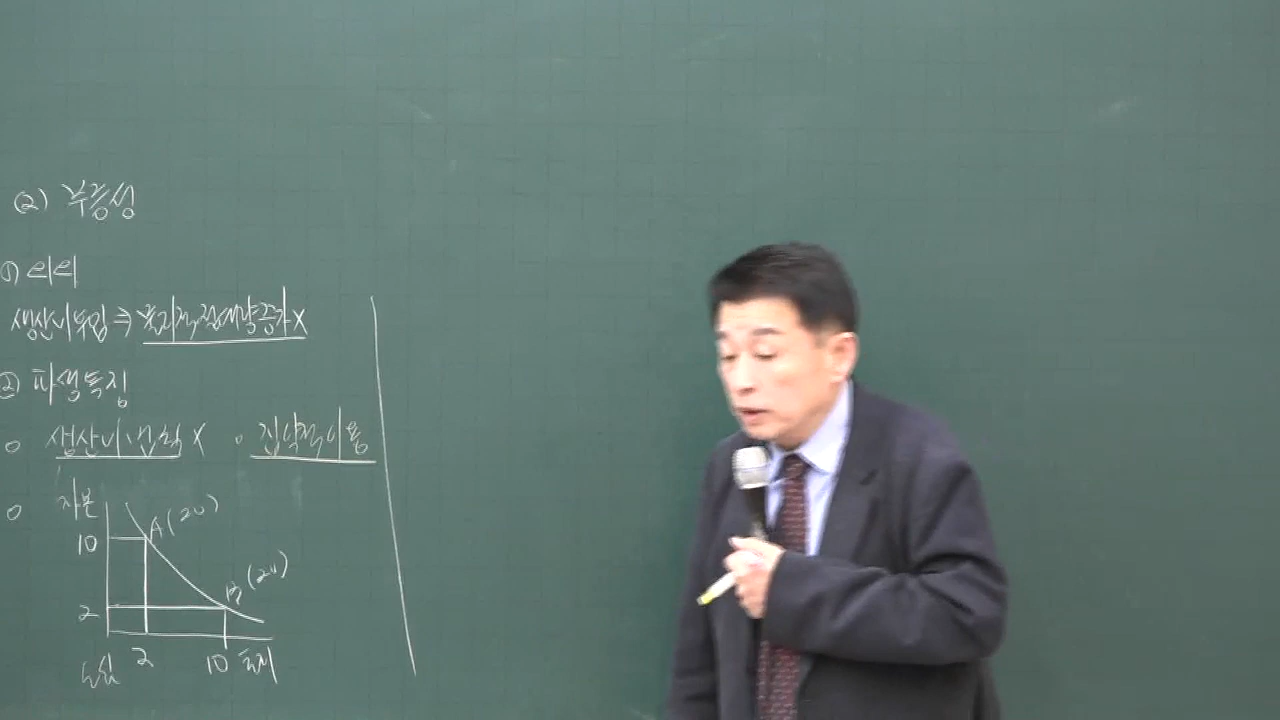 (2) 부증성
① 의의
생산비 투입 ⇒ 물리적 절대량 증가 X
② 파생특징
○ 생산비 법칙 X ○ 집약적 이용
○ 자본
A(20)
10
B(20)
2
도심 2 10 토지